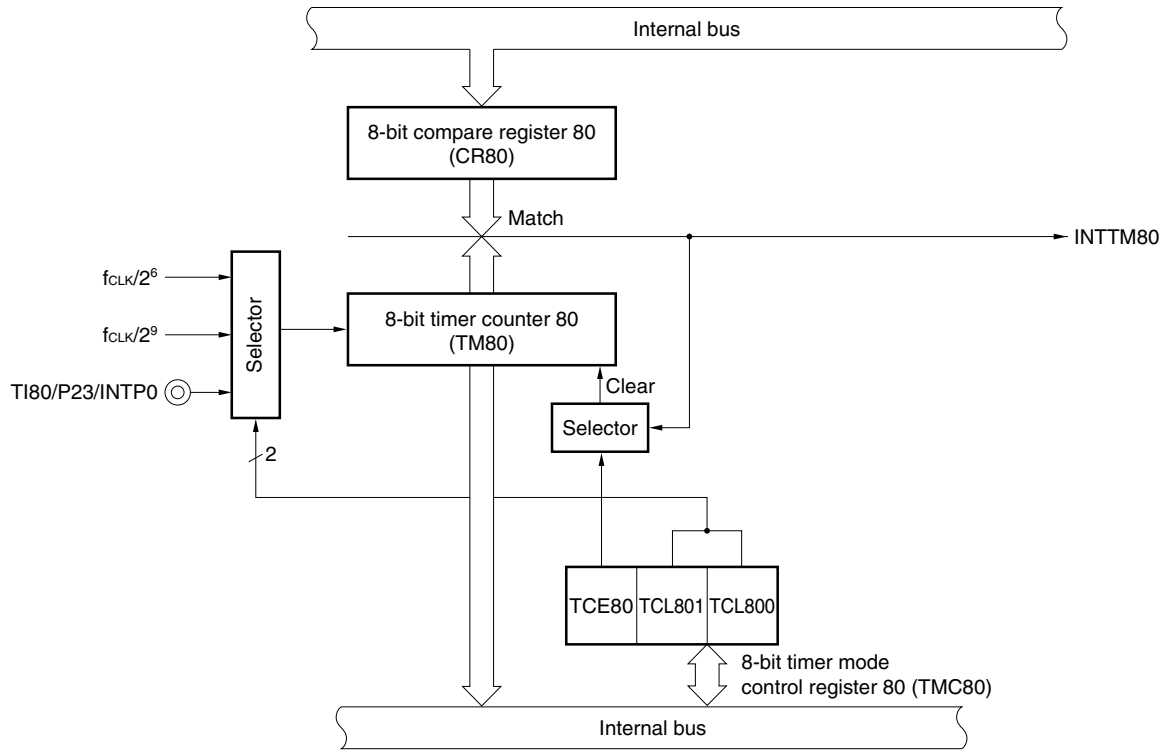 Internal bus
8-bit compare register 80
(CR80)
Match
INTTM80
fCLK/2⁶
fCLK/2⁹
TI80/P23/INTP0
Selector
2
8-bit timer counter 80
(TM80)
Clear
Selector
TCE80 TCL801 TCL800
8-bit timer mode
control register 80 (TMC80)
Internal bus